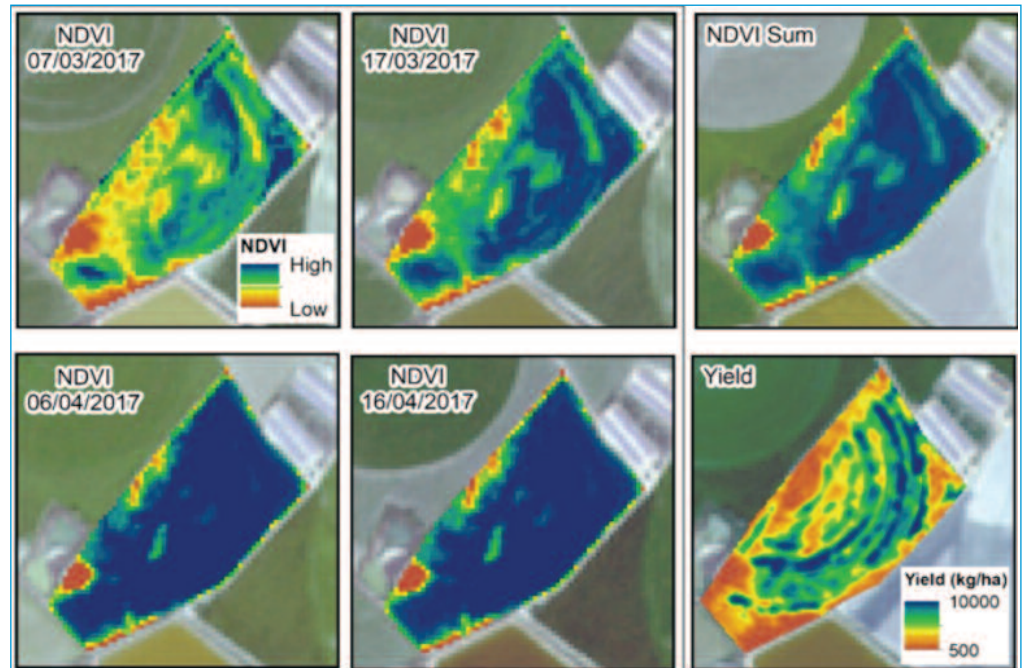 NDVI
07/03/2017
NDVI
High
Low
NDVI
17/03/2017
NDVI Sum
NDVI
06/04/2017
NDVI
16/04/2017
Yield
Yield (kg/ha)
10000
500